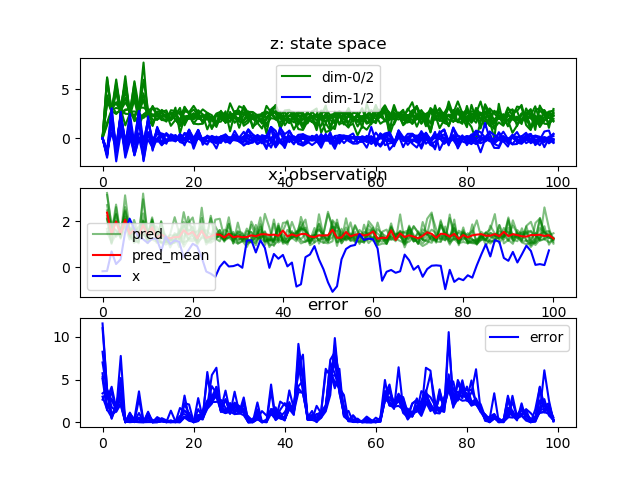 z: state space
5
0
dim-0/2
dim-1/2
0 20 40 60 80 100
x: observation
2
0
pred
pred_mean
x
0 20 40 60 80 100
error
10
5
0
error
0 20 40 60 80 100